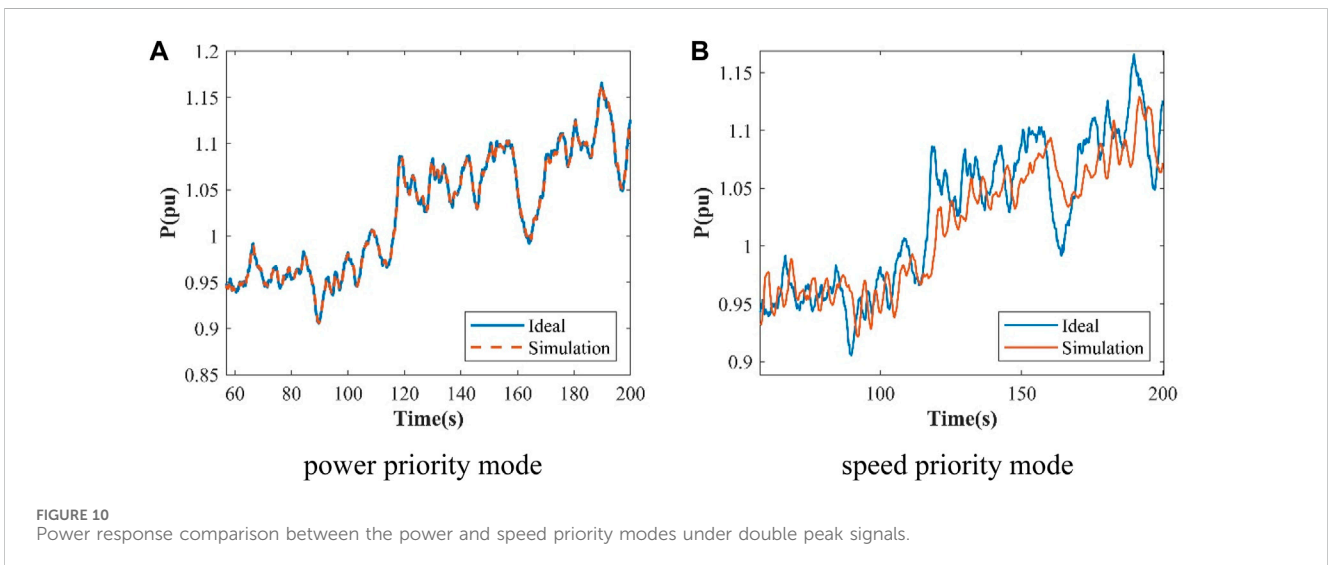 A
1.2
1.15
1.1
1.05
1
0.95
0.9
0.85
P(pu)
60 80 100 120 140 160 180 200
Time(s)
Ideal
Simulation
power priority mode
B
1.15
1.10
1.05
1
0.95
0.9
P(pu)
100 150 200
Time(s)
Ideal
Simulation
speed priority mode
FIGURE 10
Power response comparison between the power and speed priority modes under double peak signals.